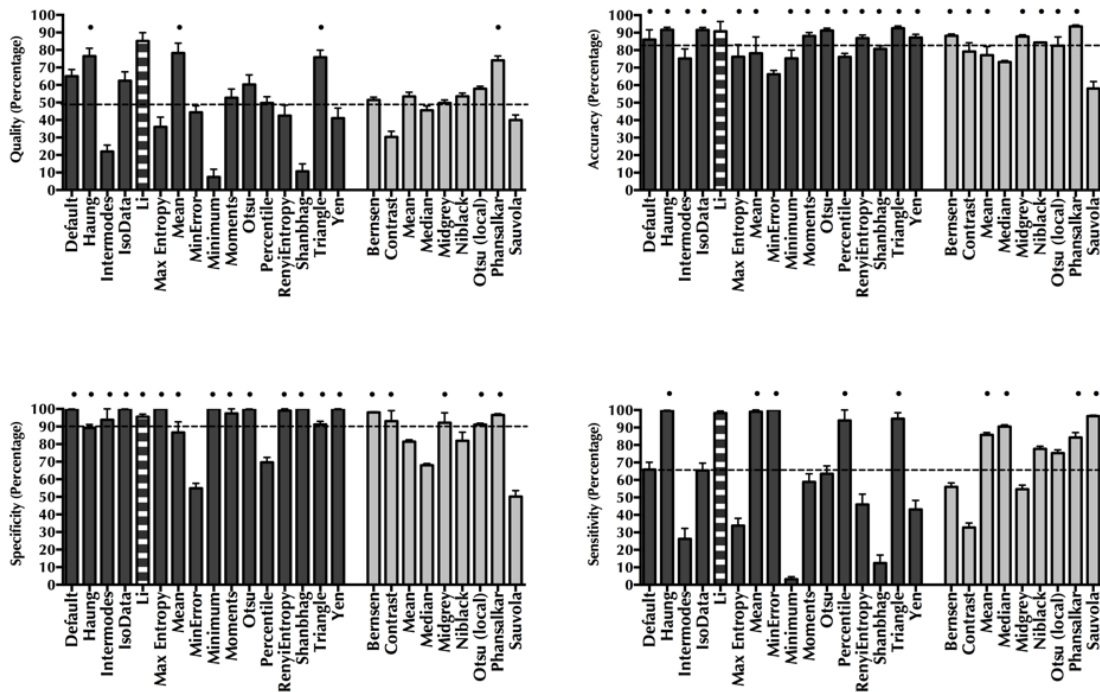 Quality (Percentage)
100
90
80
70
60
50
40
30
20
10
0
Default
Haung
Intermodes
IsoData
Li
Max Entropy
Mean
MinError
Minimum
Moments
Otsu
Percentile
RenyiEntropy
Shanbhag
Triangle
Yen
Bernsen
Contrast
Mean
Median
Midgrey
Niblack
Otsu (local)
Phansalkar
Sauvola
Accuracy (Percentage)
100
90
80
70
60
50
40
30
20
10
0
Default
Haung
Intermodes
IsoData
Li
Max Entropy
Mean
MinError
Minimum
Moments
Otsu
Percentile
RenyiEntropy
Shanbhag
Triangle
Yen
Bensen
Contrast
Mean
Median
Midgrey
Niblack
Otsu (local)
Phansalkar
Sauvola
Specificity (Percentage)
100
90
80
70
60
50
40
30
20
10
0
Default
Haung
Intermodes
IsoData
Li
Max Entropy
Mean
MinError
Minimum
Moments
Otsu
Percentile
RenyiEntropy
Shanbhag
Triangle
Yen
Bernsen
Contrast
Mean
Median
Midgrey
Niblack
Otsu (local)
Phansalkar
Sauvola
Sensitivity (Percentage)
100
90
80
70
60
50
40
30
20
10
0
Default
Haung
Intermodes
IsoData
Li
Max Entropy
Mean
MinError
Minimum
Moments
Otsu
Percentile
RenyiEntropy
Shanbhag
Triangle
Yen
Bensen
Contrast
Mean
Median
Midgrey
Niblack
Otsu (local)
Phansalkar
Sauvola